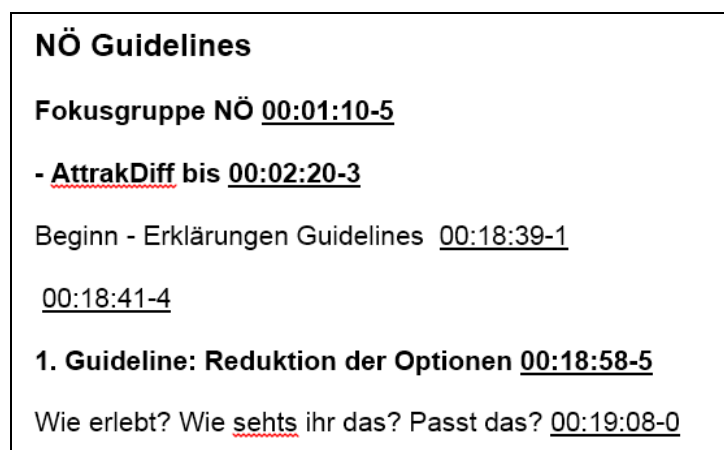 NÖ Guidelines
Fokusgruppe NÖ 00:01:10-5
- AttrakDiff bis 00:02:20-3
Beginn - Erklärungen Guidelines 00:18:39-1
00:18:41-4
1. Guideline: Reduktion der Optionen 00:18:58-5
Wie erlebt? Wie sehts ihr das? Passt das? 00:19:08-0